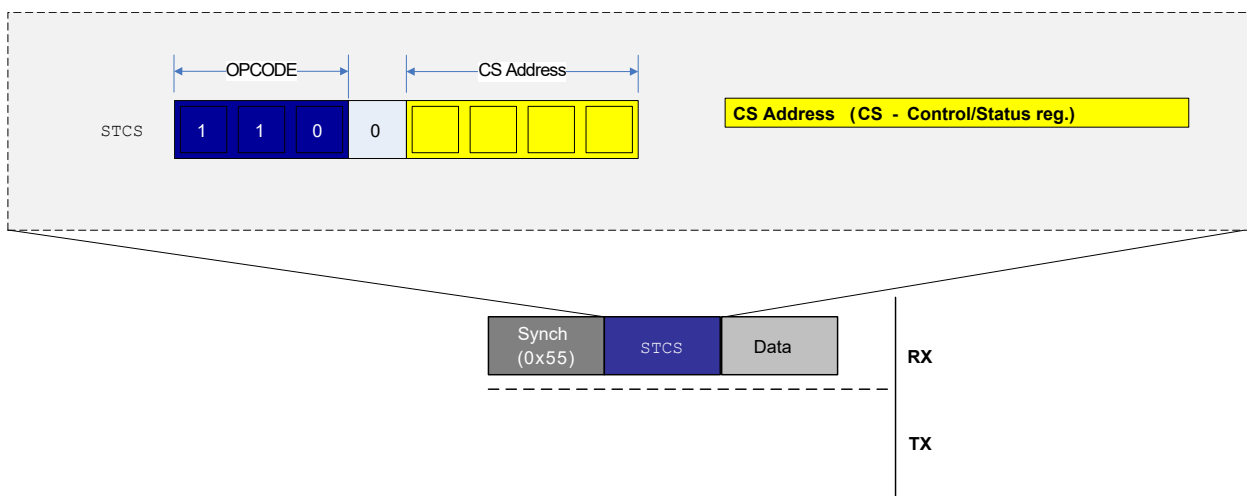 OPCODE
CS Address
STCS
1 1 0 0
CS Address (CS - Control/Status reg.)
Synch
(0x55)
STCS
Data
RX
TX